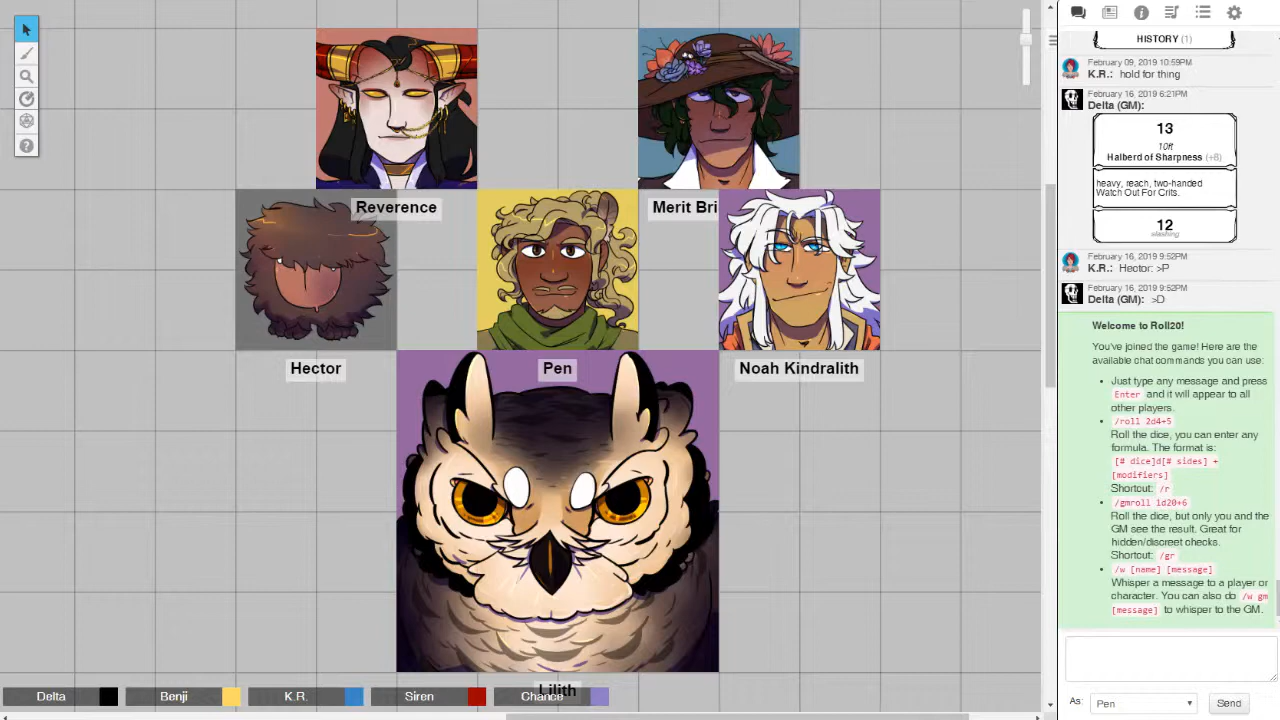 HISTORY (1)
February 09, 2019 10:59PM
K.R.: hold for thing
February 16, 2019 6:21PM
Delta (GM):
13
10ft
Halberd of Sharpness (+8)
heavy, reach, two-handed
Watch Out For Crits.
12
slashing
February 16, 2019 9:52PM
K.R.: Hector: >P
February 16, 2019 9:52PM
Delta (GM): >D
Welcome to Roll20!
You've joined the game! Here are the
available chat commands you can use:
• Just type any message and press
Enter and it will appear to all
other players.
• /roll 2d4+5
Roll the dice, you can enter any
formula. The format is:
[# dice]d[# sides] +
[modifiers]
Shortcut: /r
• /gmroll 1d20+6
Roll the dice, but only you and the
GM see the result. Great for
hidden/discreet checks.
Shortcut: /gr
• /w [name] [message]
Whisper a message to a player or
character. You can also do /w gm
[message] to whisper to the GM.
As: Pen Send
Reverence
Merit Bri
Hector
Pen
Noah Kindralith
Lilith
Delta
Benji
K.R.
Siren
Chance